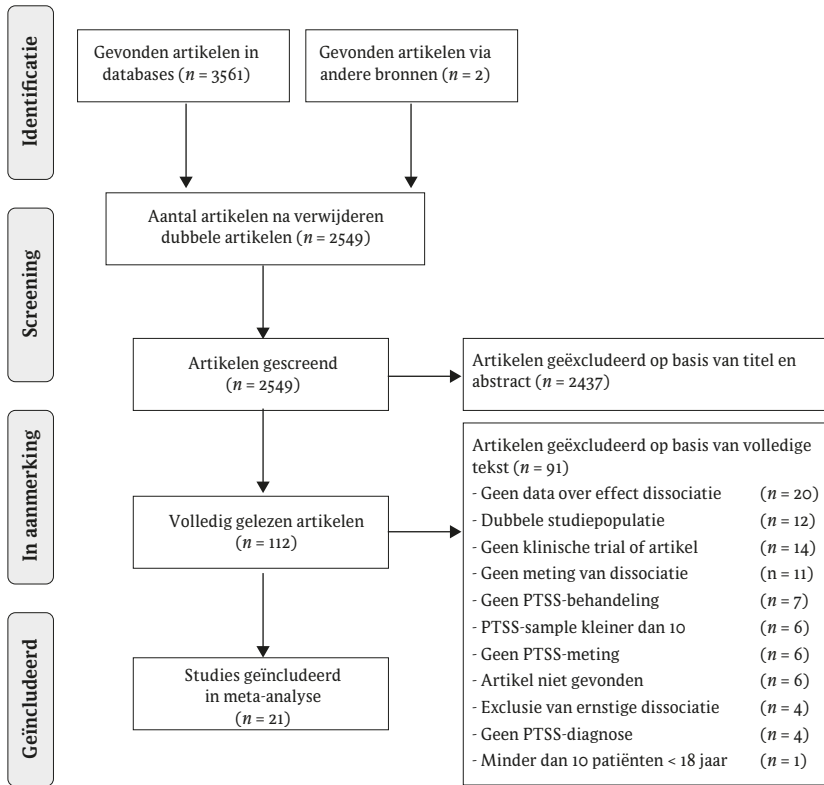 Identificatie
Gevonden artikelen in
databases (n = 3561)
Gevonden artikelen via
andere bronnen (n = 2)
Screening
Aantal artikelen na verwijderen
dubbele artikelen (n = 2549)
Artikelen gescreend
(n = 2549)
Artikelen geëxcludeerd op basis van titel en
abstract (n = 2437)
In aanmerking
Volledig gelezen artikelen
(n = 112)
Artikelen geëxcludeerd op basis van volledige
tekst (n = 91)
- Geen data over effect dissociatie (n = 20)
- Dubbele studiepopulatie (n = 12)
- Geen klinische trial of artikel (n = 14)
- Geen meting van dissociatie (n = 11)
- Geen PTSS-behandeling (n = 7)
- PTSS-sample kleiner dan 10 (n = 6)
- Geen PTSS-meting (n = 6)
- Artikel niet gevonden (n = 6)
- Exclusie van ernstige dissociatie (n = 4)
- Geen PTSS-diagnose (n = 4)
- Minder dan 10 patiënten < 18 jaar (n = 1)
Geïncludeerd
Studies geïncludeerd
in meta-analyse
(n = 21)